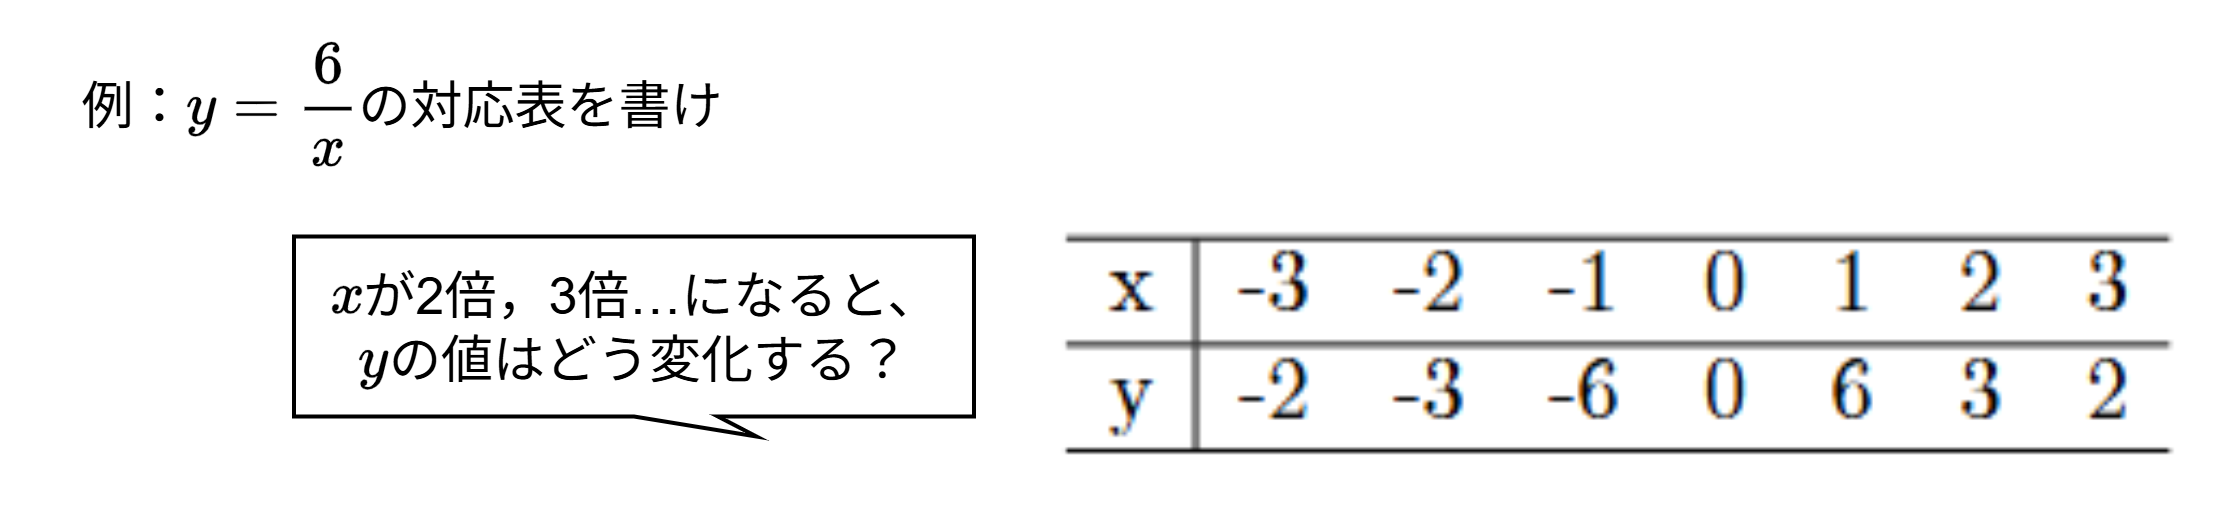 例：y = 6/x の対応表を書け
xが2倍，3倍…になると、
yの値はどう変化する？
x -3 -2 -1 0 1 2 3
y -2 -3 -6 0 6 3 2